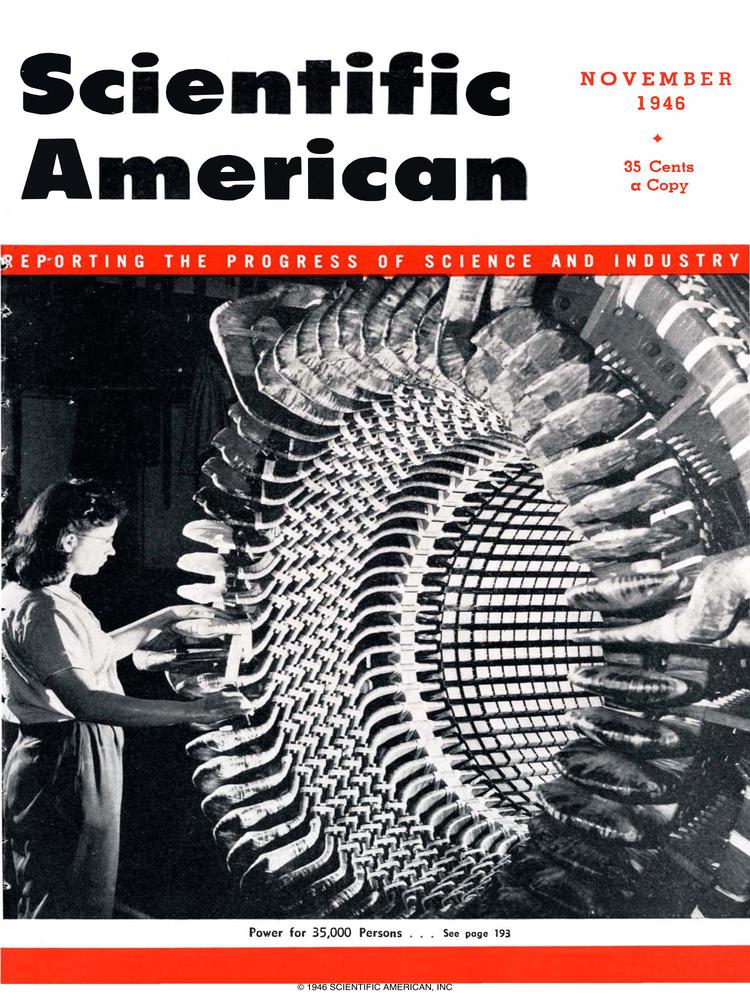 Scientific
American
NOVEMBER
1946
35 Cents
a Copy
REPORTING THE PROGRESS OF SCIENCE AND INDUSTRY
Power for 35,000 Persons . . . See page 193
© 1946 SCIENTIFIC AMERICAN, INC